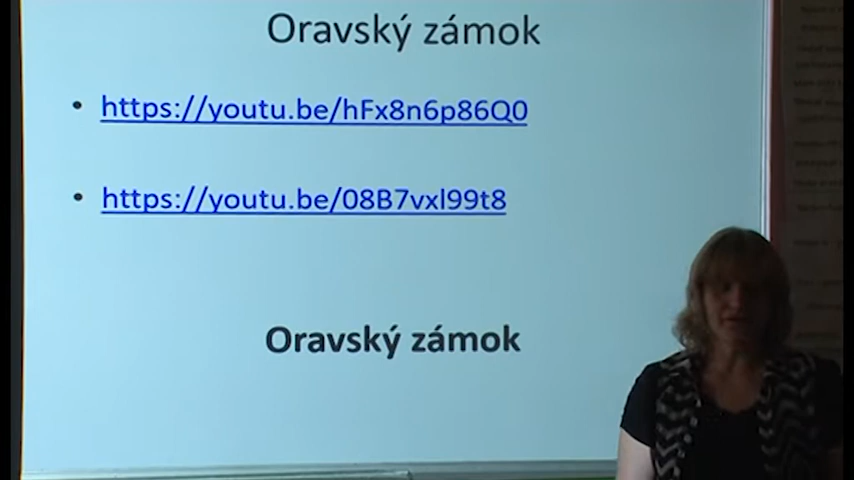 Oravský zámok
• https://youtu.be/hFx8n6p86Q0
• https://youtu.be/08B7vxl99t8
Oravský zámok